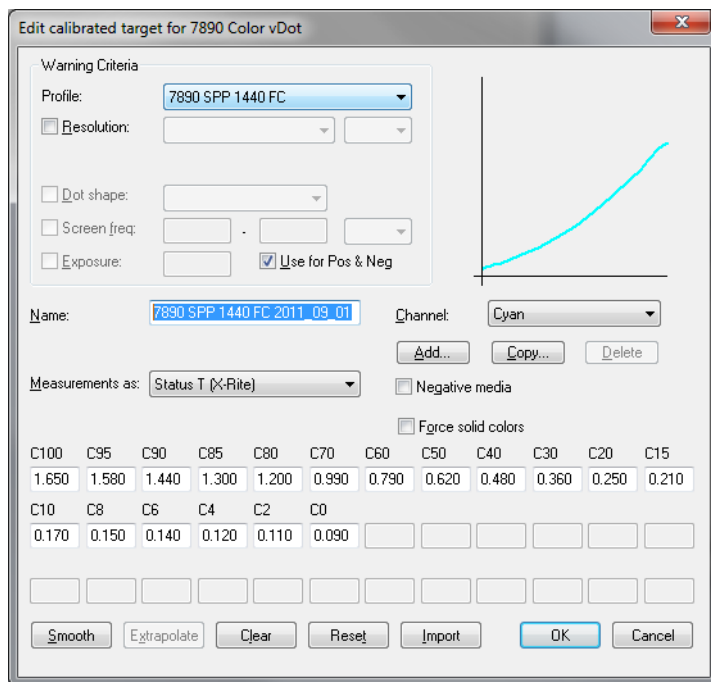 Edit calibrated target for 7890 Color vDot
Warning Criteria
Profile: 7890 SPP 1440 FC
Resolution:
Dot shape:
Screen freq: -
Exposure: Use for Pos & Neg
Name: 7890 SPP 1440 FC 2011_09_01 Channel: Cyan
Add... Copy... Delete
Measurements as: Status T (X-Rite) Negative media
Force solid colors
C100 C95 C90 C85 C80 C70 C60 C50 C40 C30 C20 C15
1.650 1.580 1.440 1.300 1.200 0.990 0.790 0.620 0.480 0.360 0.250 0.210
C10 C8 C6 C4 C2 C0
0.170 0.150 0.140 0.120 0.110 0.090
Smooth Extrapolate Clear Reset Import OK Cancel